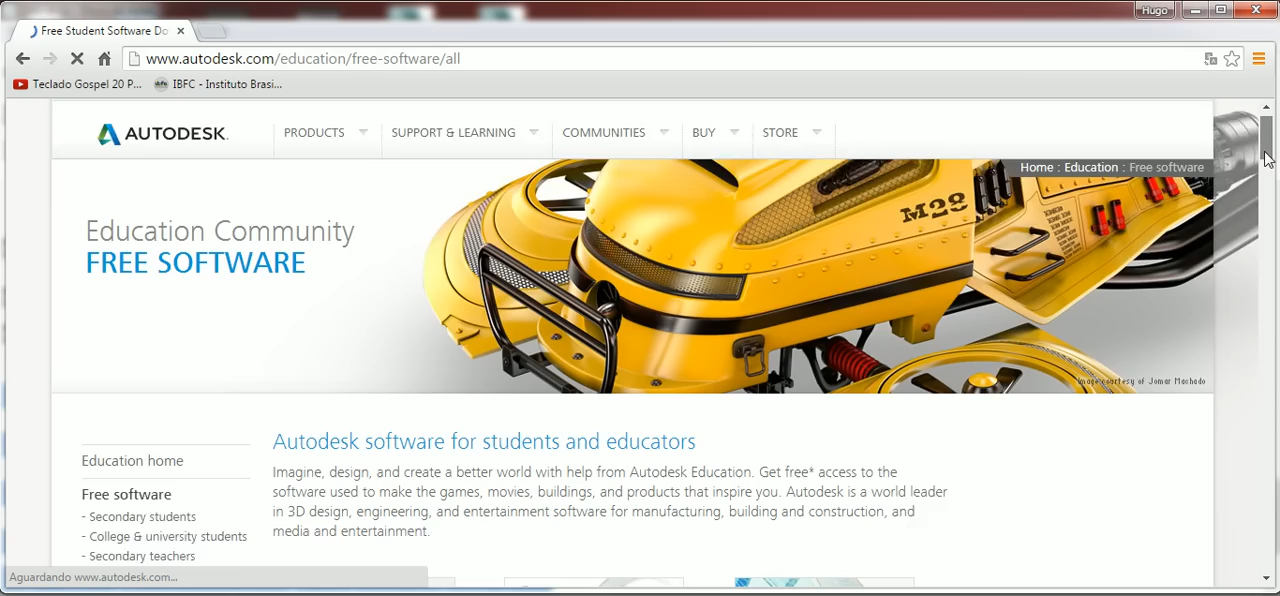 Hugo
Free Student Software Do
www.autodesk.com/education/free-software/all
Teclado Gospel 20 P... IBFC - Instituto Brasi...
AUTODESK. PRODUCTS SUPPORT & LEARNING COMMUNITIES BUY STORE
Home : Education : Free software
M28
Education Community
FREE SOFTWARE
Image courtesy of Jomar Machado
Autodesk software for students and educators
Education home
Imagine, design, and create a better world with help from Autodesk Education. Get free* access to the
software used to make the games, movies, buildings, and products that inspire you. Autodesk is a world leader
in 3D design, engineering, and entertainment software for manufacturing, building and construction, and
media and entertainment.
Free software
- Secondary students
- College & university students
- Secondary teachers
Aguardando www.autodesk.com...